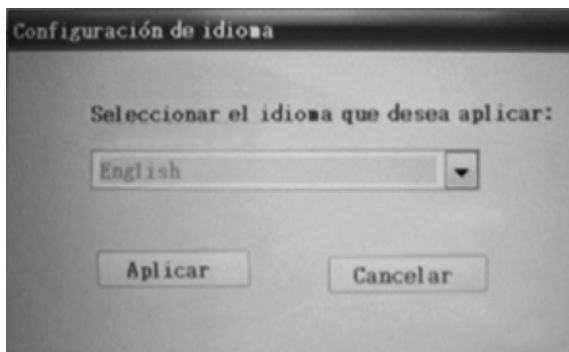 Configuración de idioma
Seleccionar el idioma que desea aplicar:
English
Aplicar
Cancelar